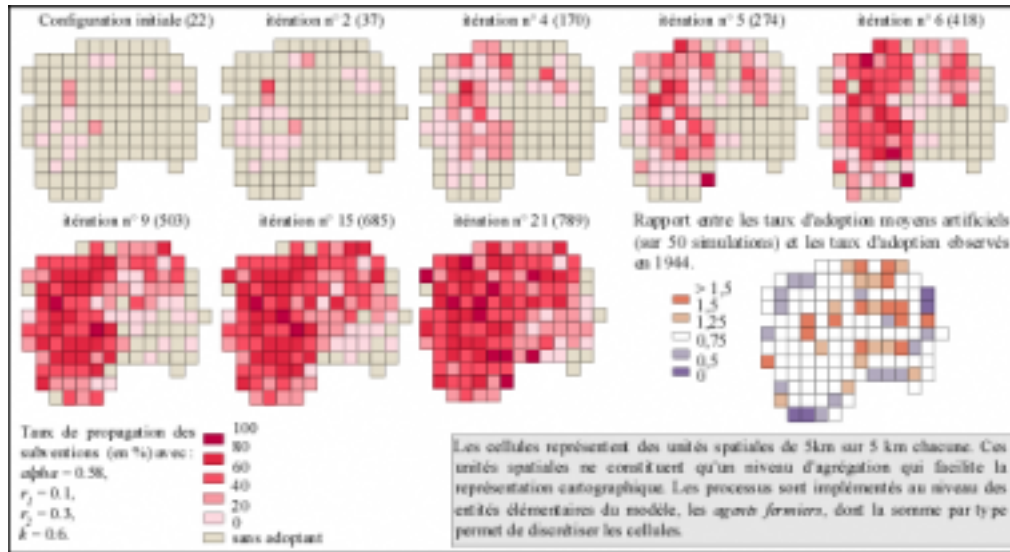 Configuration initiale (22)
itération n° 2 (37)
itération n° 4 (170)
itération n° 5 (274)
itération n° 6 (418)
itération n° 9 (503)
itération n° 15 (685)
itération n° 21 (789)
Rapport entre les taux d'adoption moyens artificiels
(sur 50 simulations) et les taux d'adoption observés
en 1944.
> 1,5
1,5
1,25
0,75
0,5
0
Taux de propagation des
subventions (en %) avec :
alpha = 0.58,
r1 = 0.1,
r2 = 0.3,
k = 0.6.
100
80
60
40
20
0
sans adoptant
Les cellules représentent des unités spatiales de 5km sur 5 km chacune. Ces
unités spatiales ne constituent qu'un niveau d'agrégation qui facilite la
représentation cartographique. Les processus sont implémentés au niveau des
entités élémentaires du modèle, les agents fermiers, dont la somme par type
permet de discrétiser les cellules.